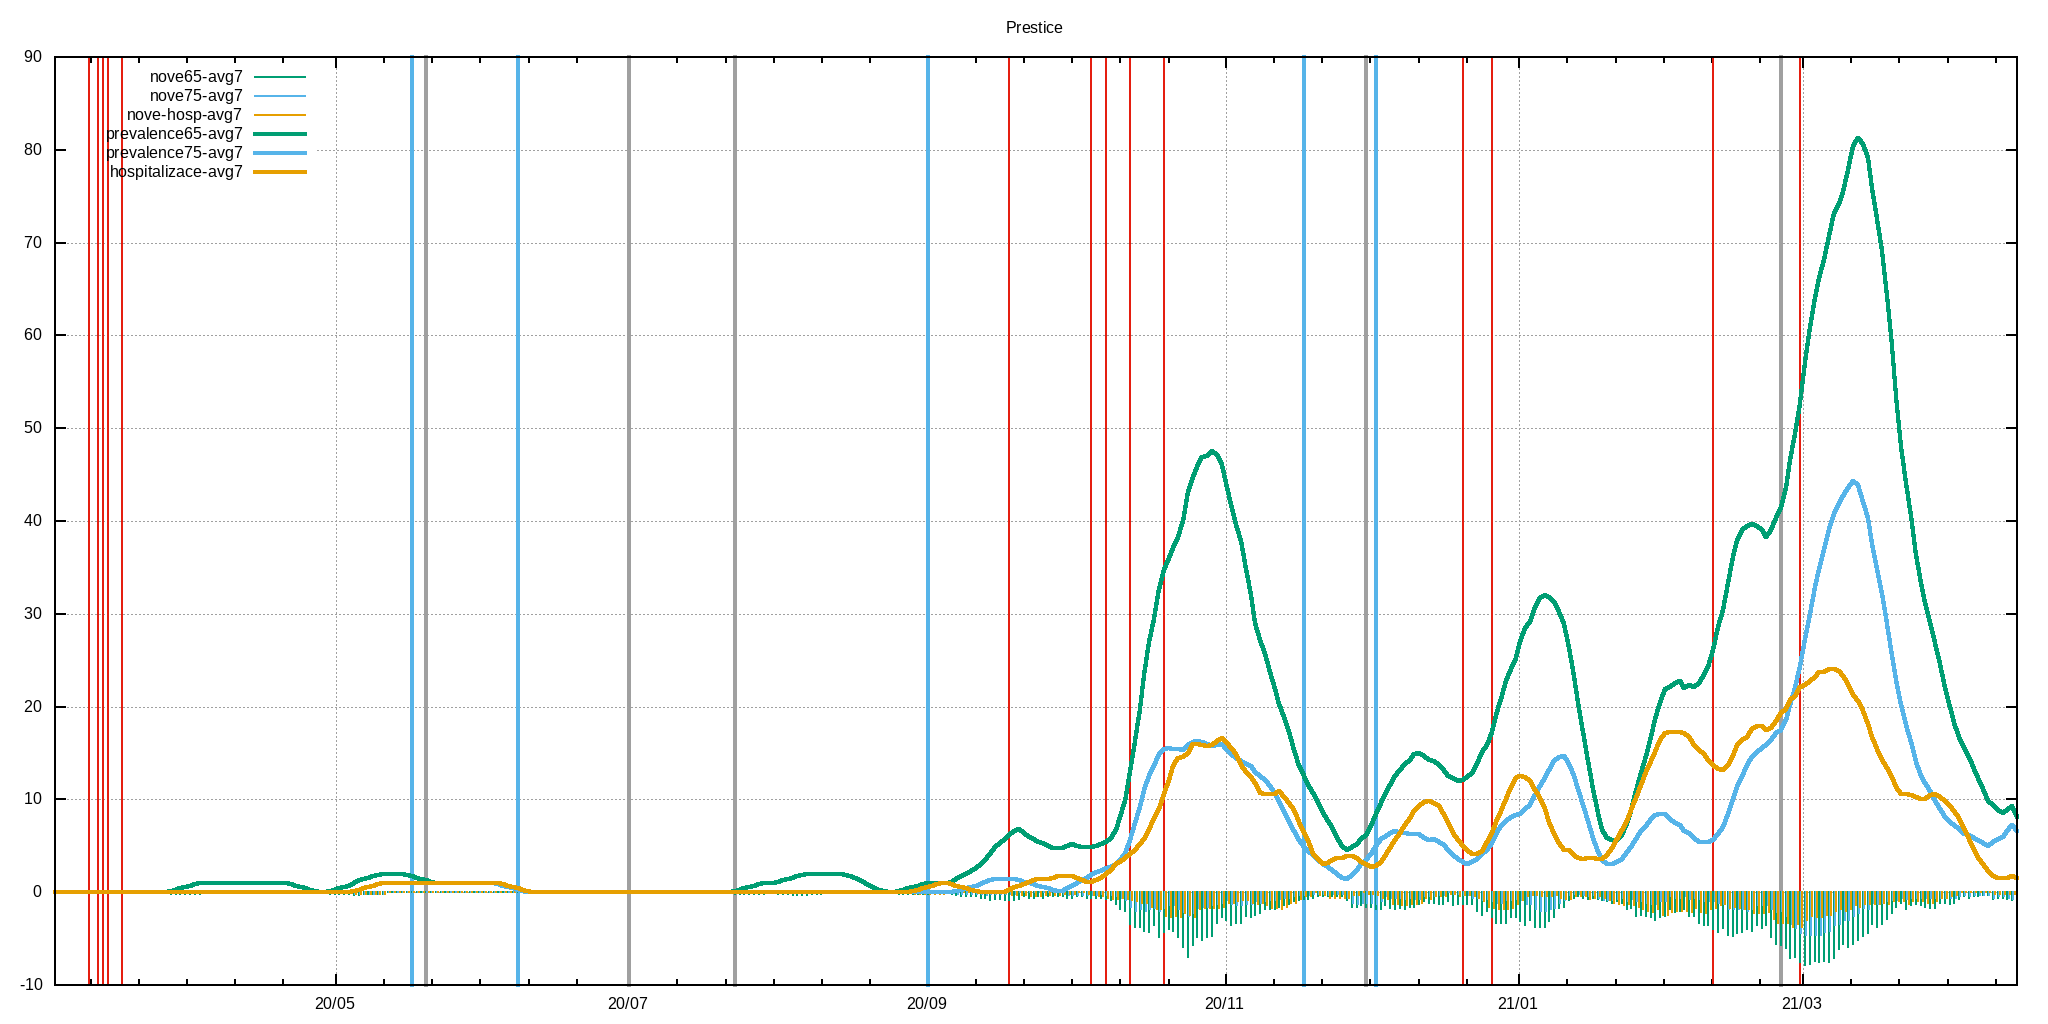 Prestice
90
nove65-avg7
nove75-avg7
nove-hosp-avg7
prevalence65-avg7
prevalence75-avg7
hospitalizace-avg7
80
70
60
50
40
30
20
10
0
-10
20/05 20/07 20/09 20/11 21/01 21/03